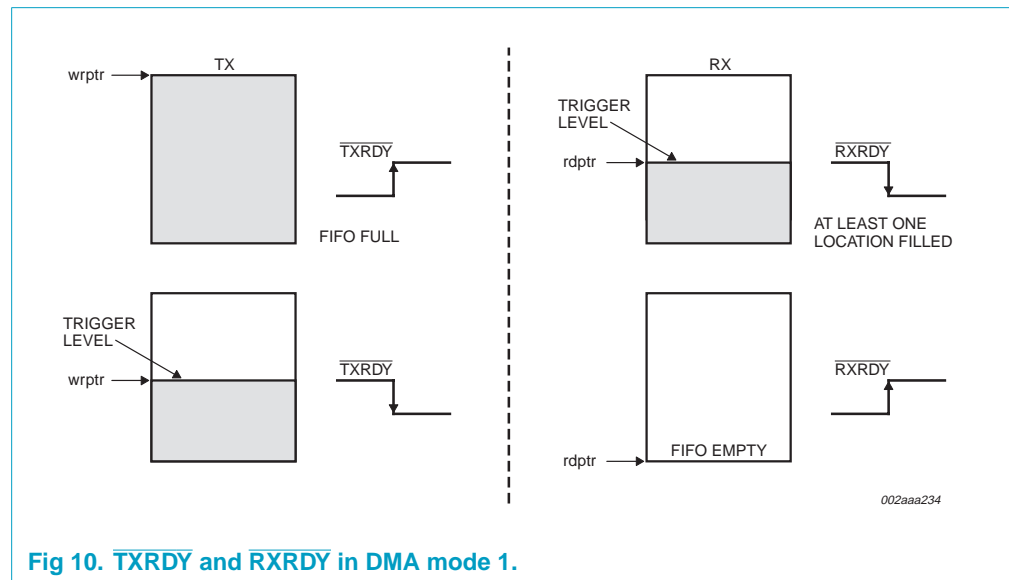 TX
wrptr
TXRDY
FIFO FULL
TRIGGER
LEVEL
wrptr
TXRDY
RX
TRIGGER
LEVEL
rdptr
RXRDY
AT LEAST ONE
LOCATION FILLED
RXRDY
FIFO EMPTY
rdptr
002aaa234
Fig 10. TXRDY and RXRDY in DMA mode 1.